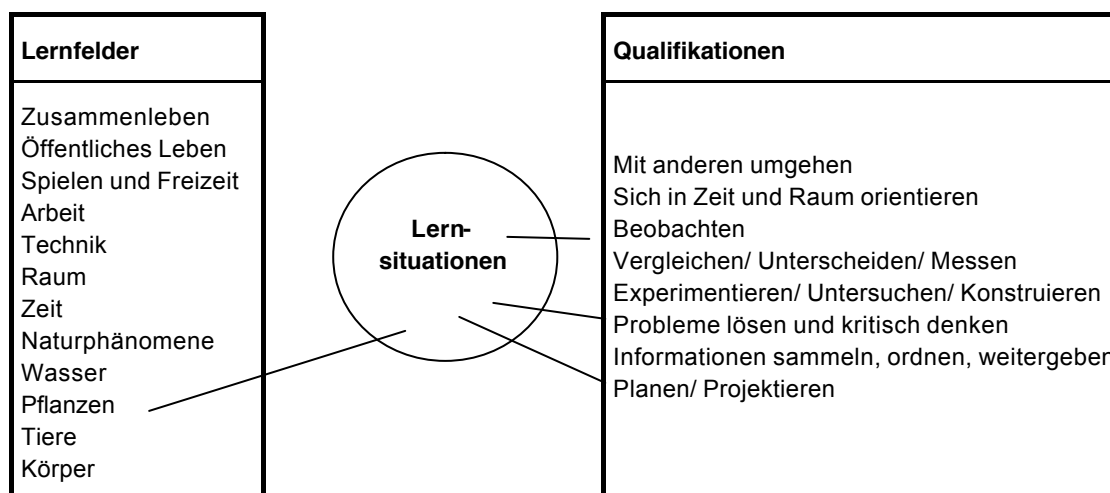 Lernfelder
Zusammenleben
Öffentliches Leben
Spielen und Freizeit
Arbeit
Technik
Raum
Zeit
Naturphänomene
Wasser
Pflanzen
Tiere
Körper
Lern-
situationen
Qualifikationen
Mit anderen umgehen
Sich in Zeit und Raum orientieren
Beobachten
Vergleichen/ Unterscheiden/ Messen
Experimentieren/ Untersuchen/ Konstruieren
Probleme lösen und kritisch denken
Informationen sammeln, ordnen, weitergeben
Planen/ Projektieren